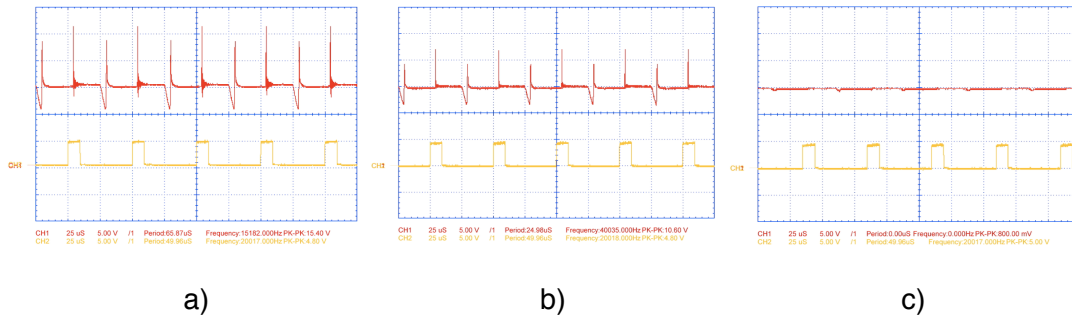 CH1
CH1 25 uS 5.00 V /1 Period:65.87uS Frequency:15182.000Hz PK-PK:15.40 V
CH2 25 uS 5.00 V /1 Period:49.96uS Frequency:20017.000Hz PK-PK:4.80 V
a)
CH1 25 uS 5.00 V /1 Period:24.98uS Frequency:40035.000Hz PK-PK:10.60 V
CH2 25 uS 5.00 V /1 Period:49.96uS Frequency:20018.000Hz PK-PK:4.80 V
b)
CH1 25 uS 5.00 V /1 Period:0.00uS Frequency:0.000Hz PK-PK:800.00 mV
CH2 25 uS 5.00 V /1 Period:49.96uS Frequency:20017.000Hz PK-PK:5.00 V
c)